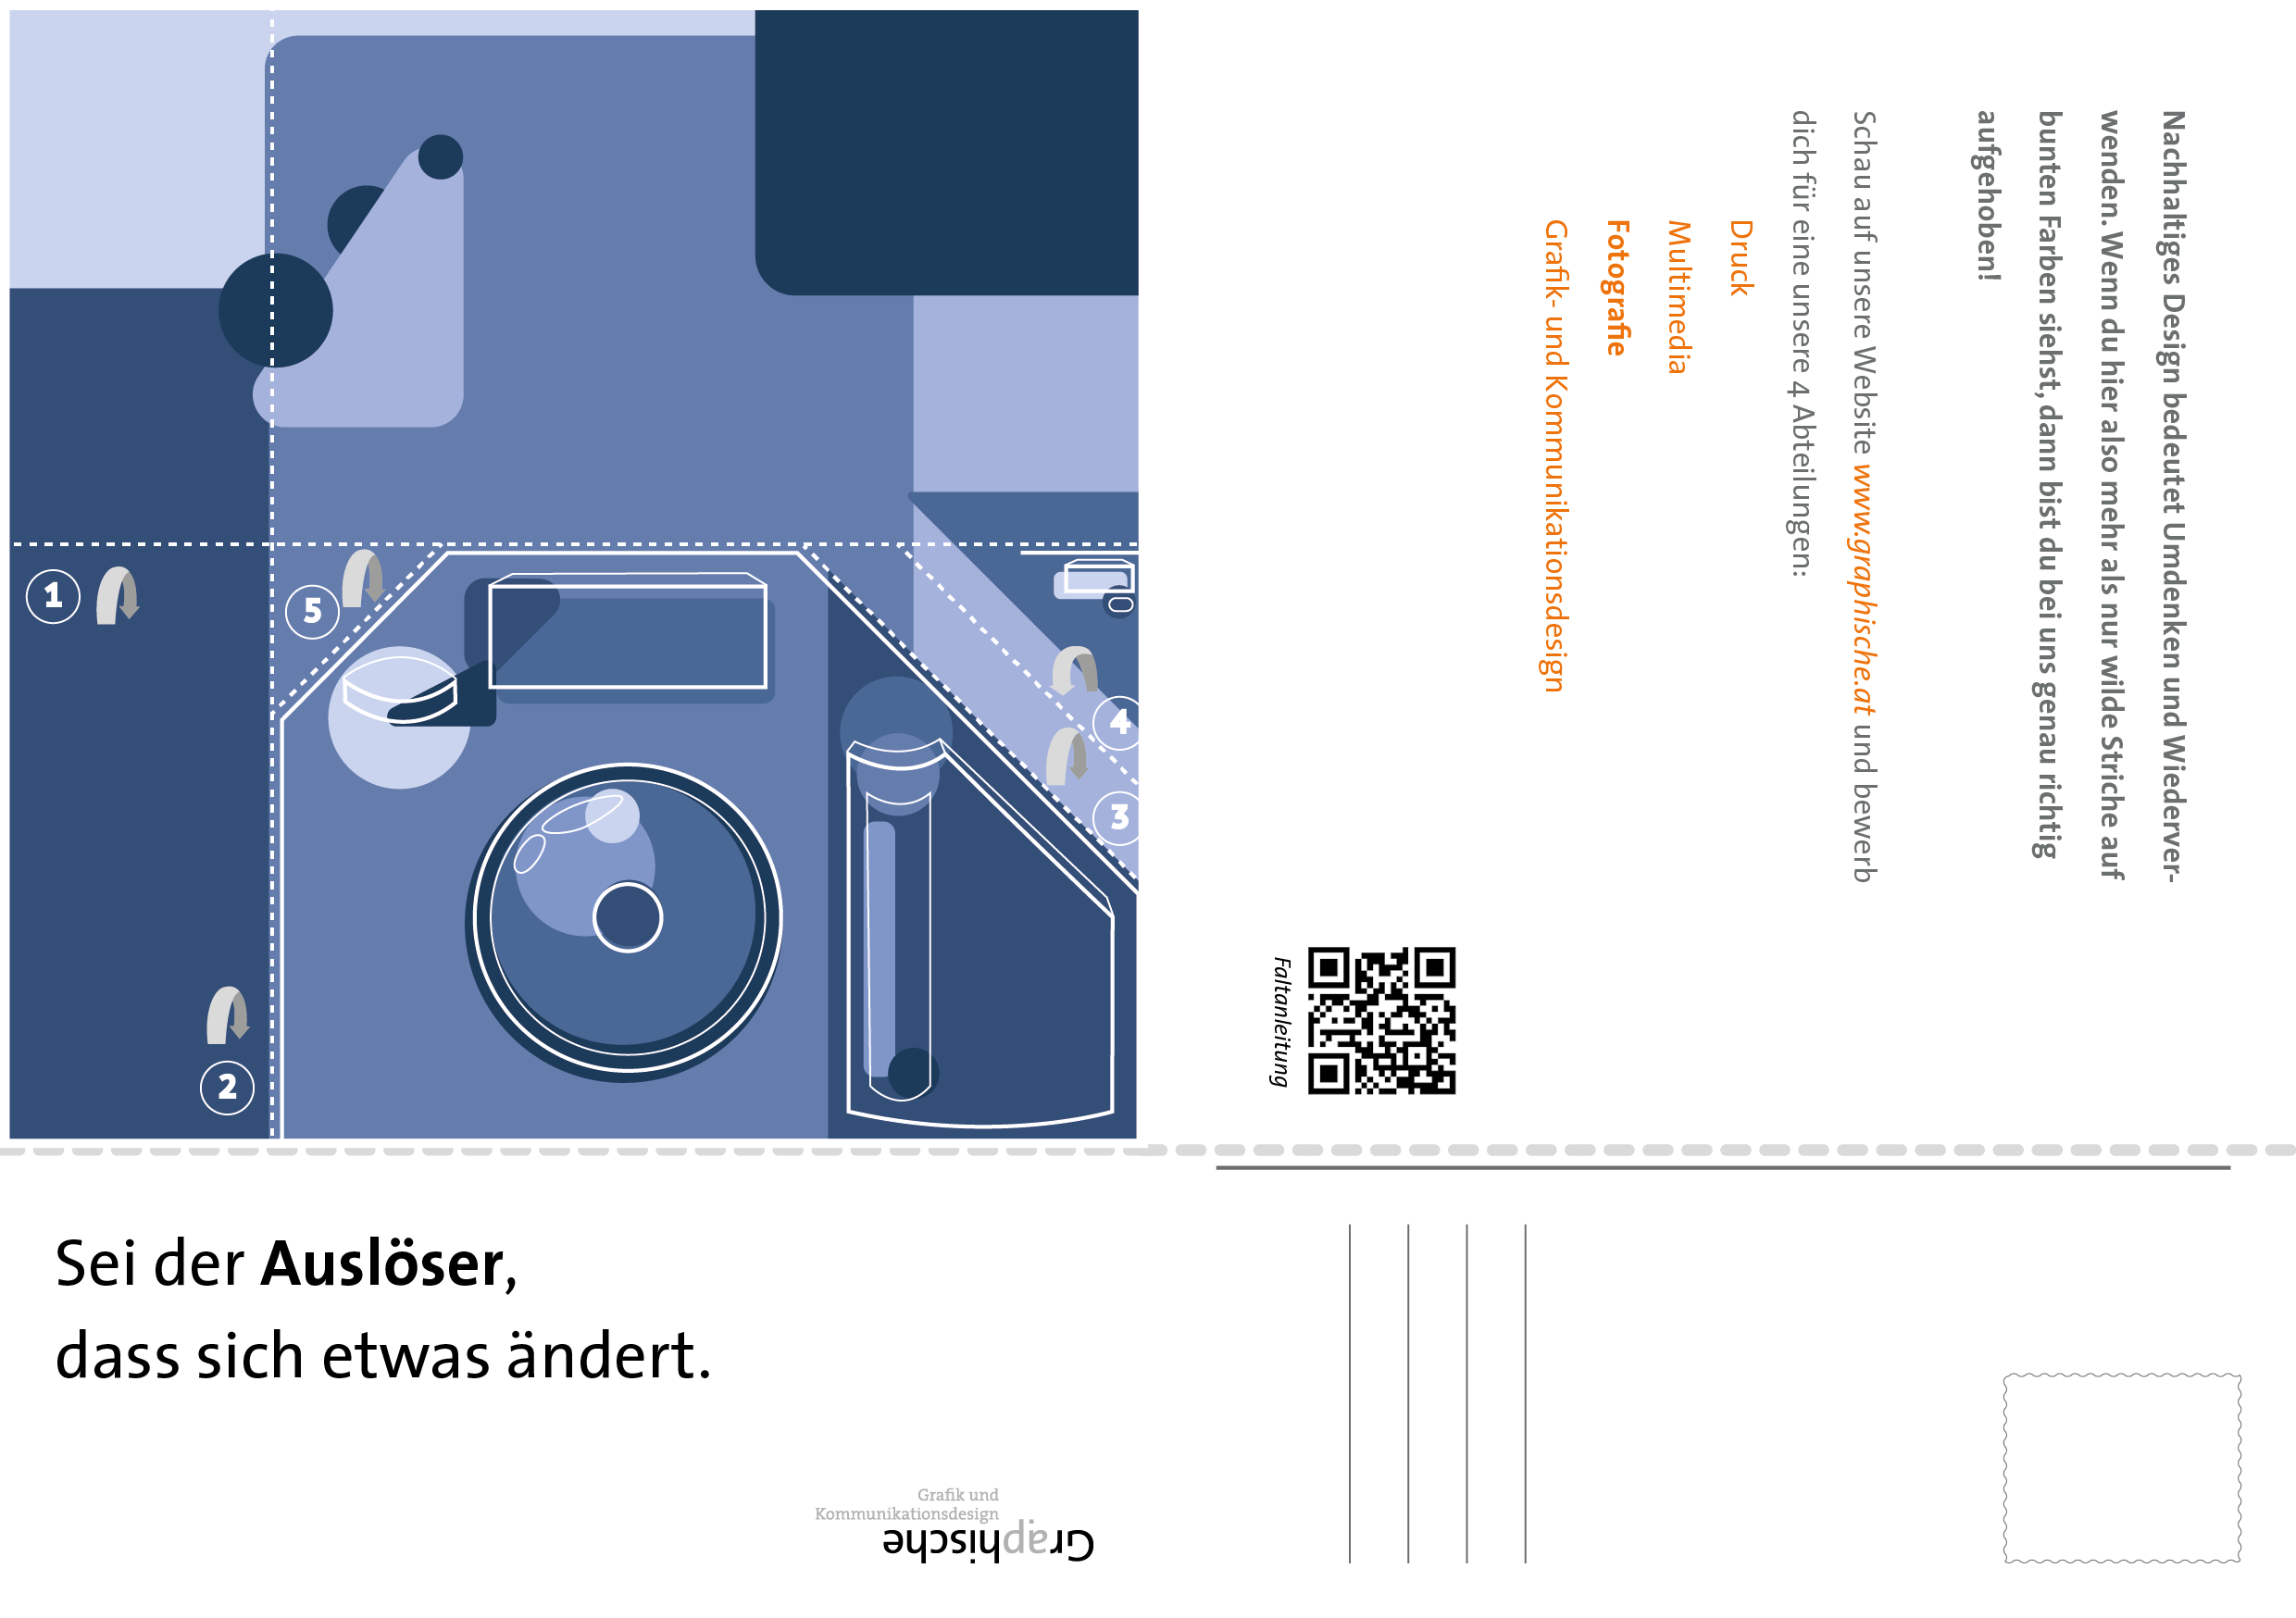 1
5
4
3
2
Sei der Auslöser,
dass sich etwas ändert.
Grafik und
Kommunikationsdesign
Graphische
Nachhaltiges Design bedeutet Umdenken und Wiederver-
wenden. Wenn du hier also mehr als nur wilde Striche auf
bunten Farben siehst, dann bist du bei uns genau richtig
aufgehoben!
Schau auf unsere Website www.graphische.at und bewerb
dich für eine unsere 4 Abteilungen:
Druck
Multimedia
Fotografie
Grafik- und Kommunikationsdesign
Faltanleitung